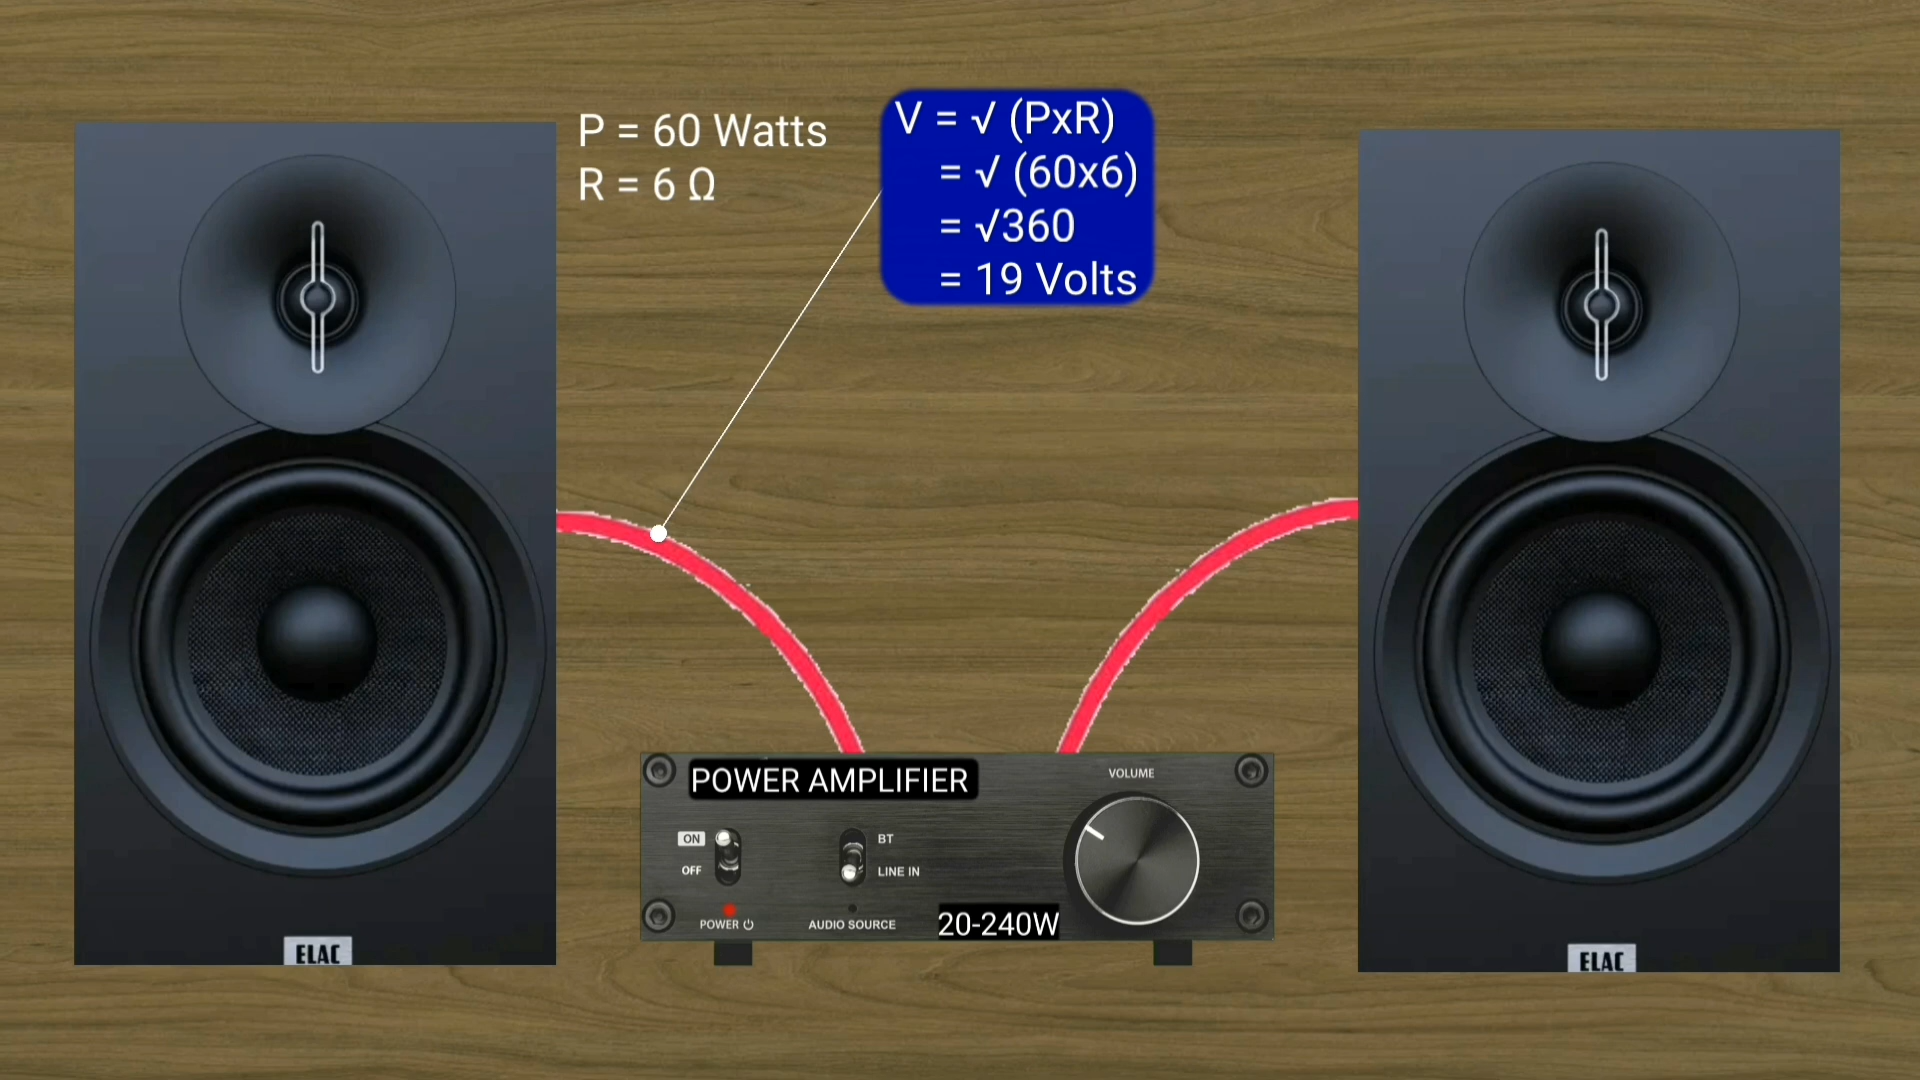 P = 60 Watts
R = 6 Ω
V = √ (PxR)
= √ (60x6)
= √360
= 19 Volts
POWER AMPLIFIER
VOLUME
ON
BT
OFF
LINE IN
POWER ⏻
AUDIO SOURCE
20-240W
ELAC
ELAC